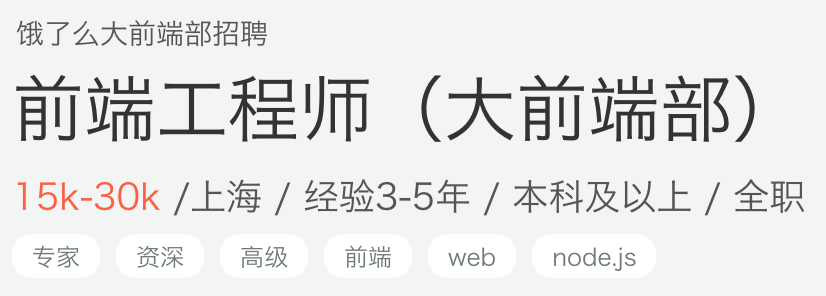 饿了么大前端部招聘
前端工程师（大前端部）
15k-30k /上海 / 经验3-5年 / 本科及以上 / 全职
专家 资深 高级 前端 web node.js